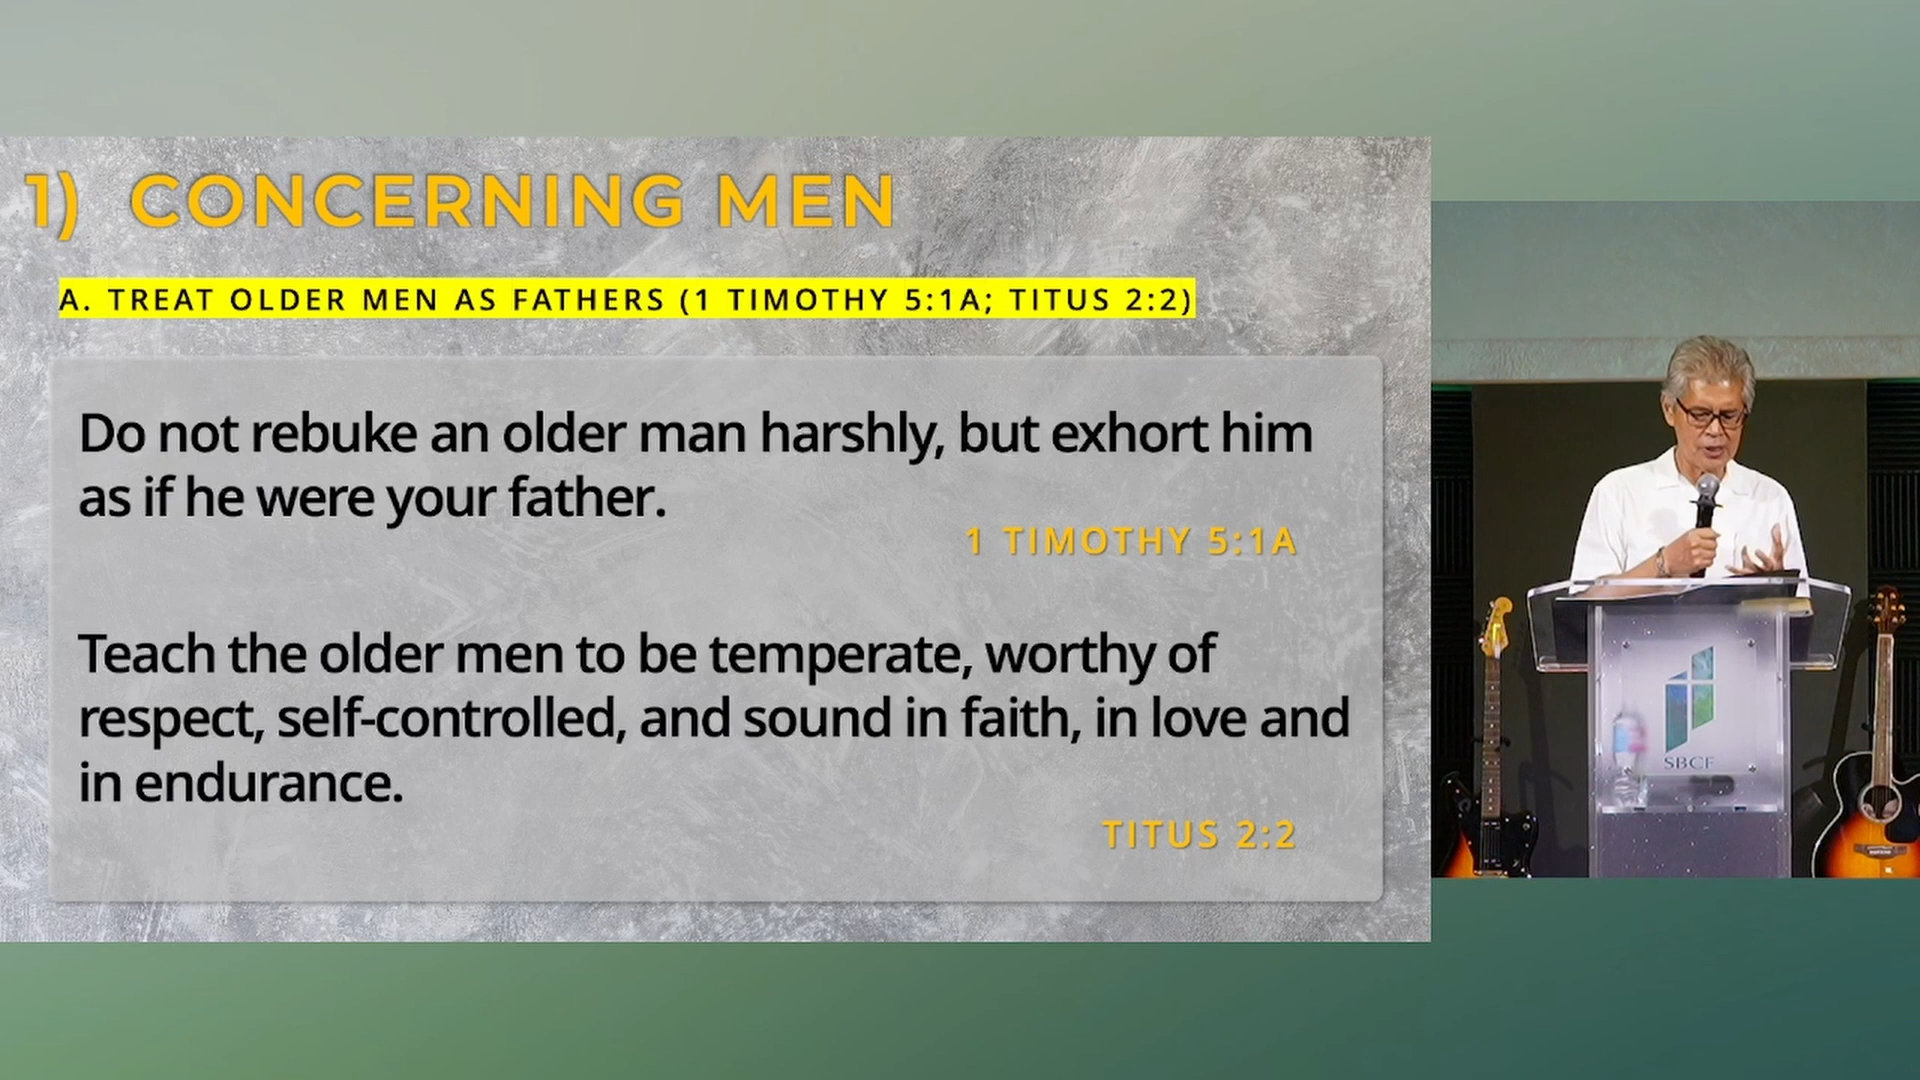 1) CONCERNING MEN
A. TREAT OLDER MEN AS FATHERS (1 TIMOTHY 5:1A; TITUS 2:2)
Do not rebuke an older man harshly, but exhort him
as if he were your father.
1 TIMOTHY 5:1A
Teach the older men to be temperate, worthy of
respect, self-controlled, and sound in faith, in love and
in endurance.
TITUS 2:2
SBCF